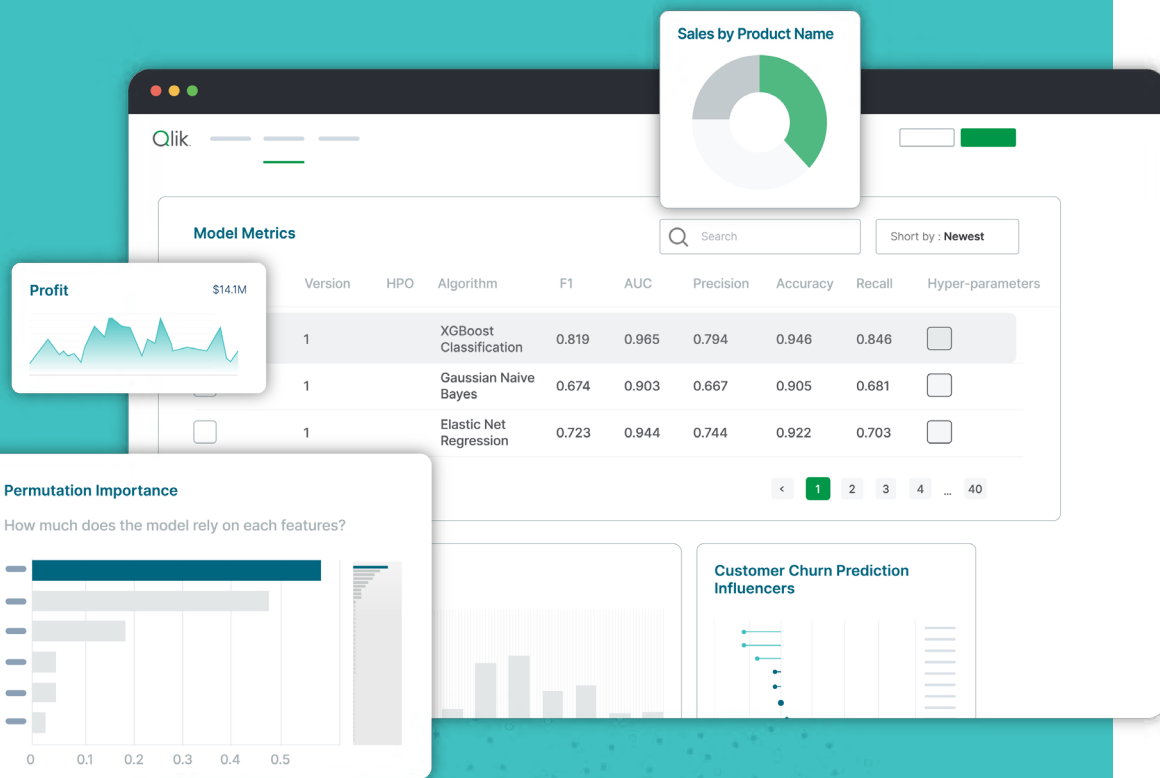 Sales by Product Name
Qlik.
Model Metrics
Search
Short by : Newest
Profit
$14.1M
Version HPO Algorithm F1 AUC Precision Accuracy Recall Hyper-parameters
1 XGBoost Classification 0.819 0.965 0.794 0.946 0.846
1 Gaussian Naive Bayes 0.674 0.903 0.667 0.905 0.681
1 Elastic Net Regression 0.723 0.944 0.744 0.922 0.703
< 1 2 3 4 ... 40
Permutation Importance
How much does the model rely on each features?
0 0.1 0.2 0.3 0.4 0.5
Customer Churn Prediction
Influencers